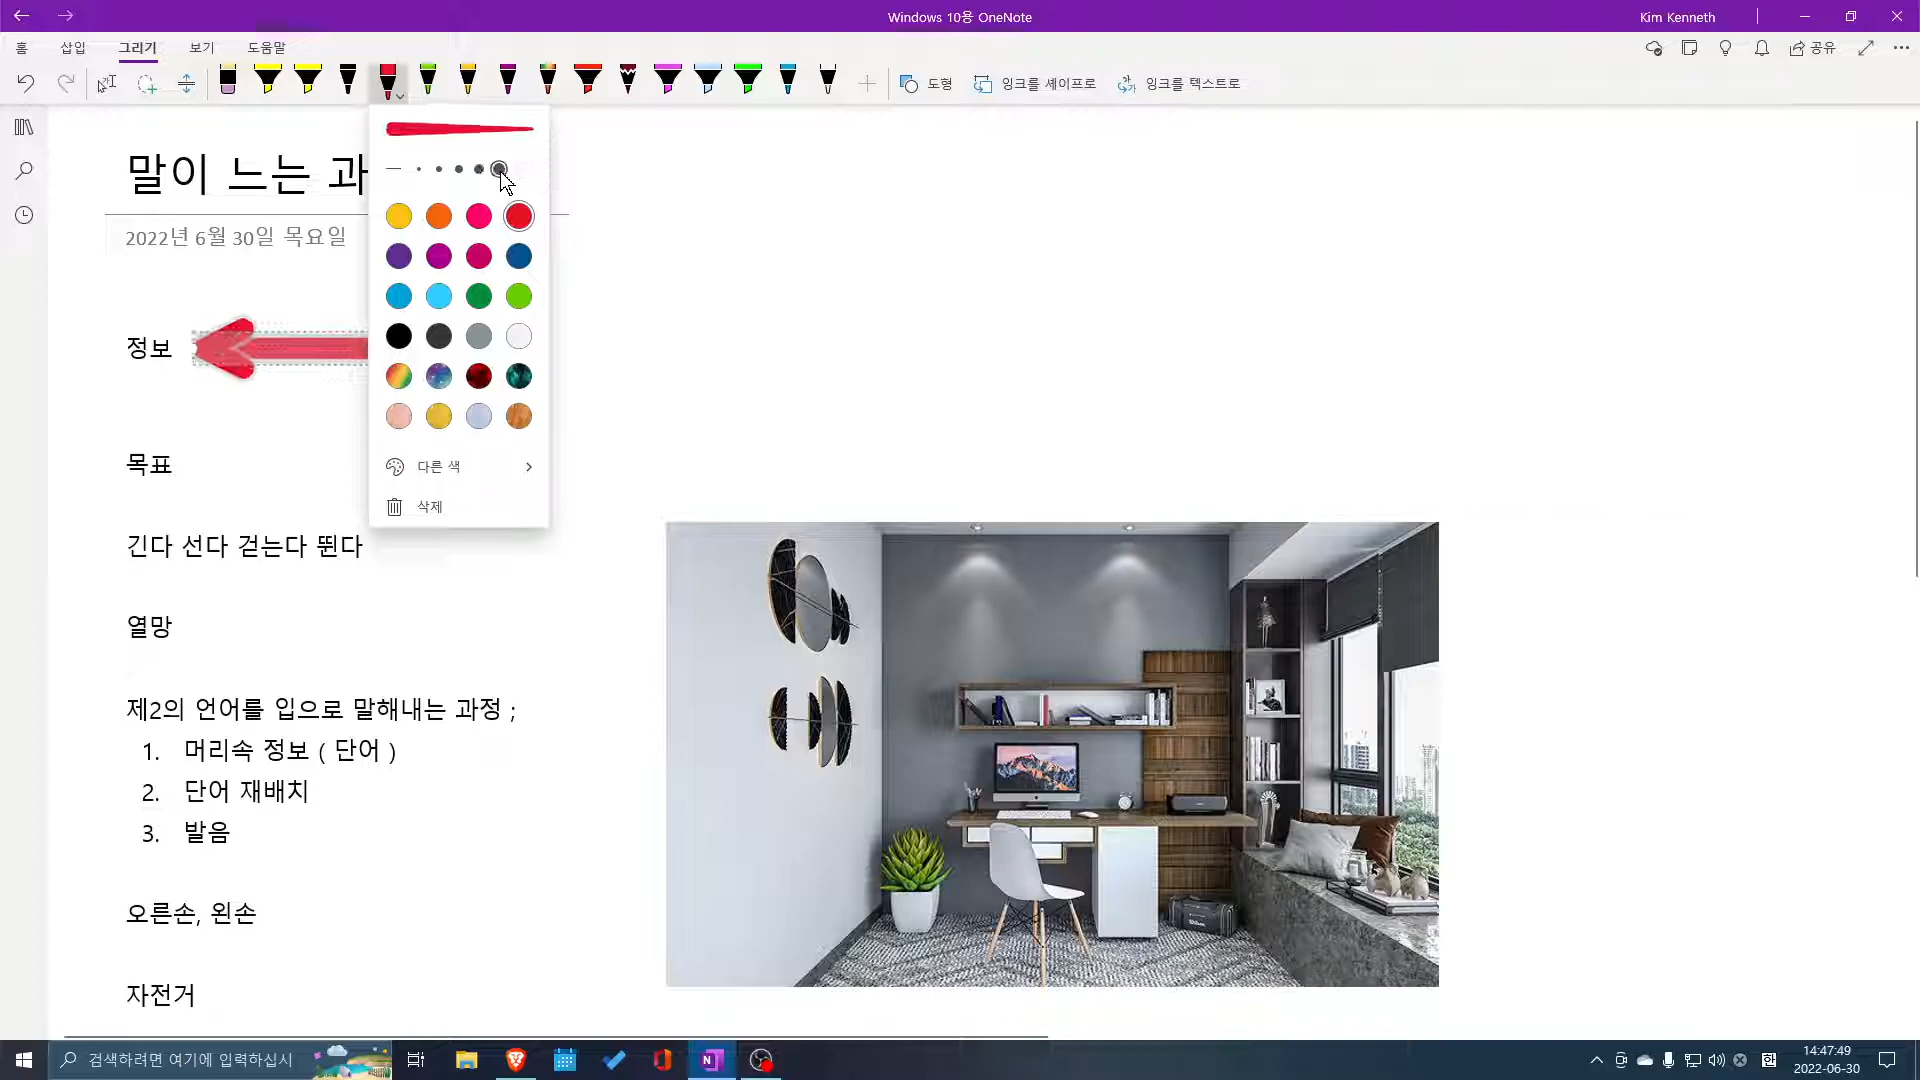 Windows 10용 OneNote
Kim Kenneth
홈 삽입 그리기 보기 도움말
공유
도형 잉크를 셰이프로 잉크를 텍스트로
말이 느는 과
2022년 6월 30일 목요일
정보
다른 색
삭제
목표
긴다 선다 걷는다 뛴다
열망
제2의 언어를 입으로 말해내는 과정 ;
1. 머리속 정보 ( 단어 )
2. 단어 재배치
3. 발음
오른손, 왼손
자전거
검색하려면 여기에 입력하십시
한
14:47:49
2022-06-30